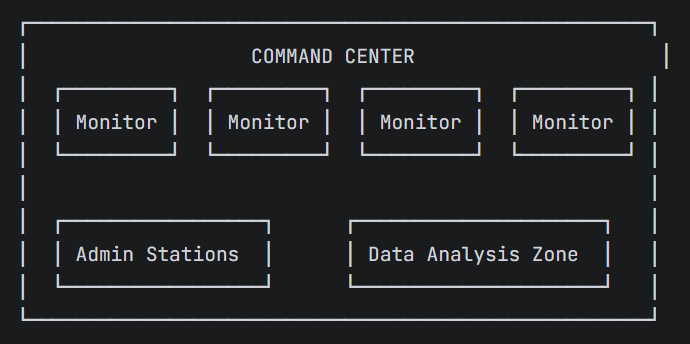 COMMAND CENTER
Monitor Monitor Monitor Monitor
Admin Stations Data Analysis Zone